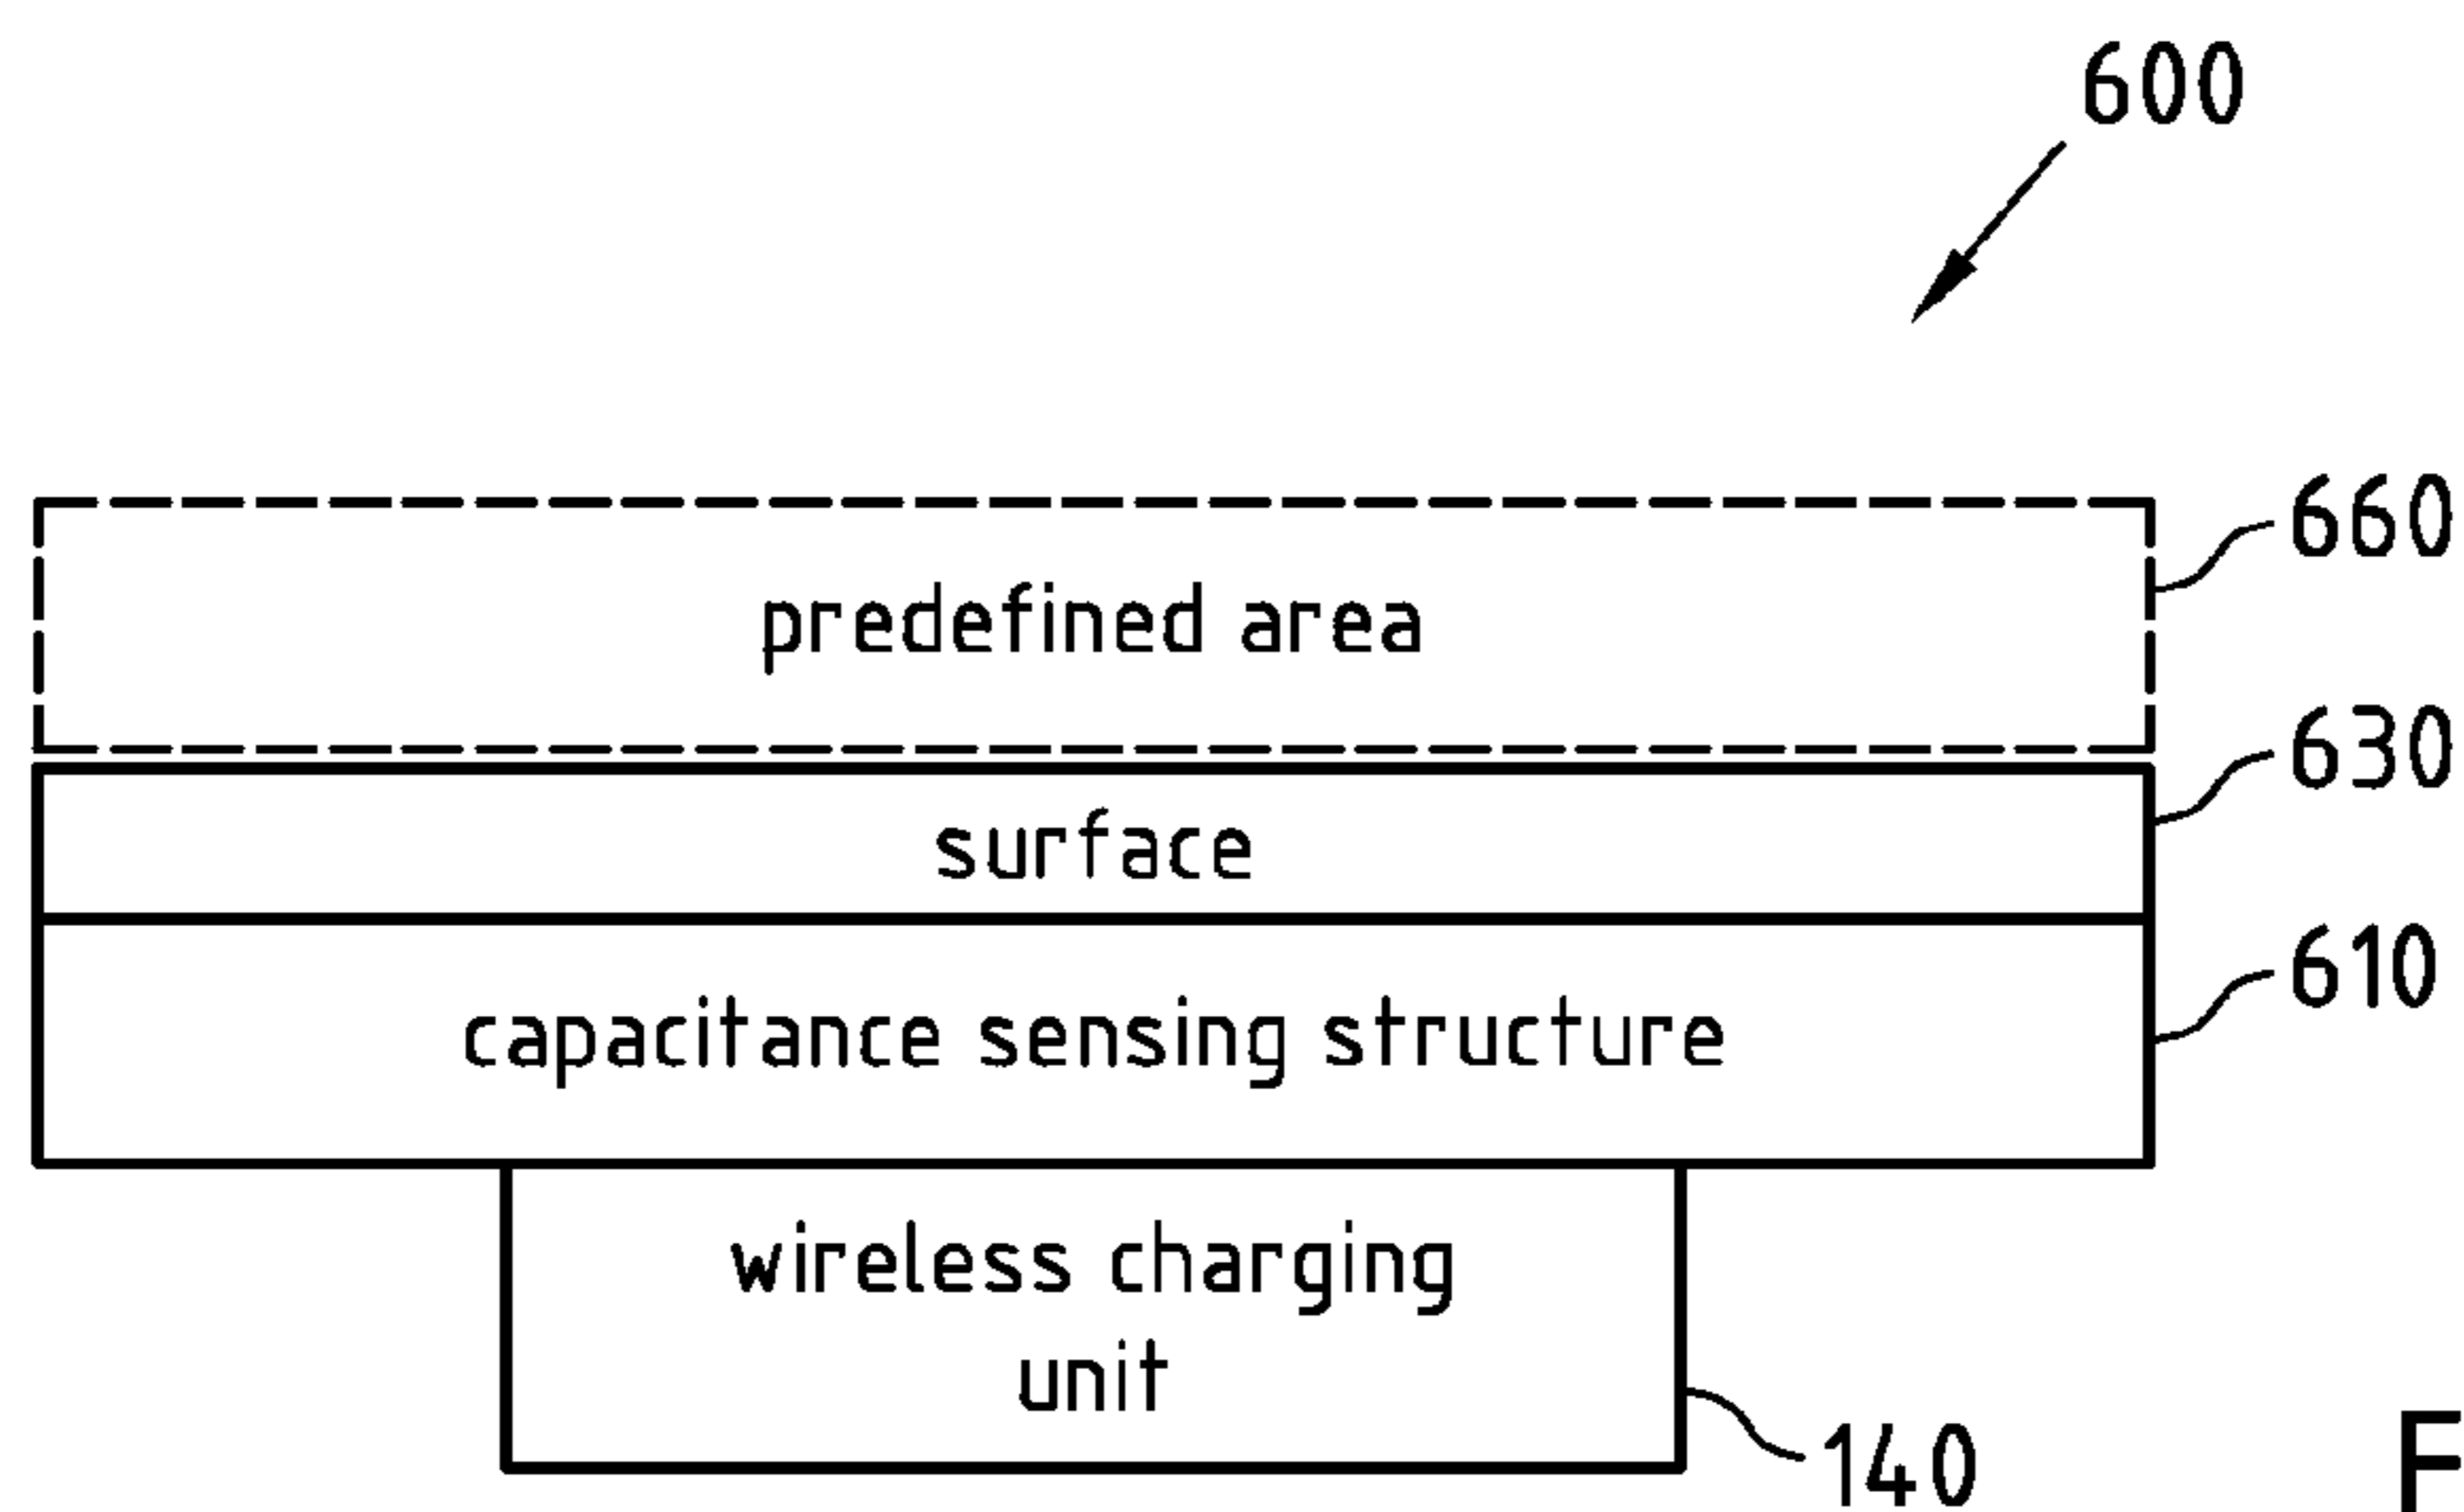 600
660
predefined area
630
surface
610
capacitance sensing structure
wireless charging
unit
140
F